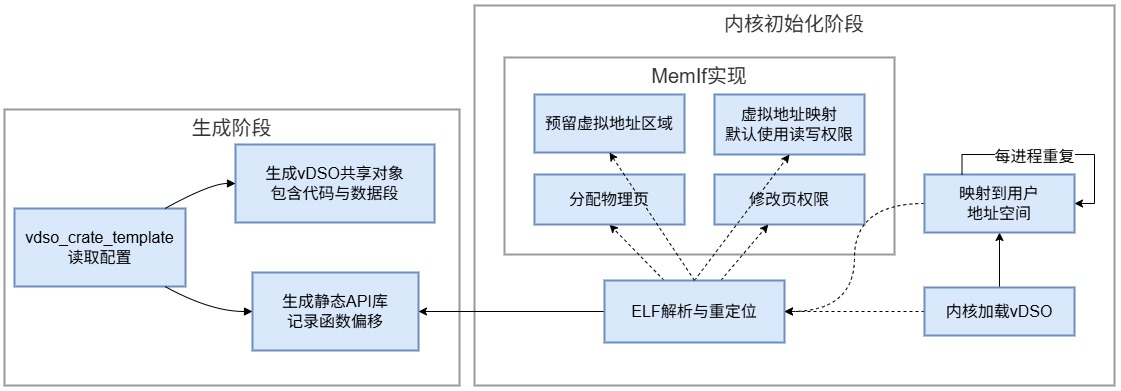 生成阶段
vdso_crate_template
读取配置
生成vDSO共享对象
包含代码与数据段
生成静态API库
记录函数偏移
内核初始化阶段
MemIf实现
预留虚拟地址区域
虚拟地址映射
默认使用读写权限
分配物理页
修改页权限
ELF解析与重定位
每进程重复
映射到用户
地址空间
内核加载vDSO